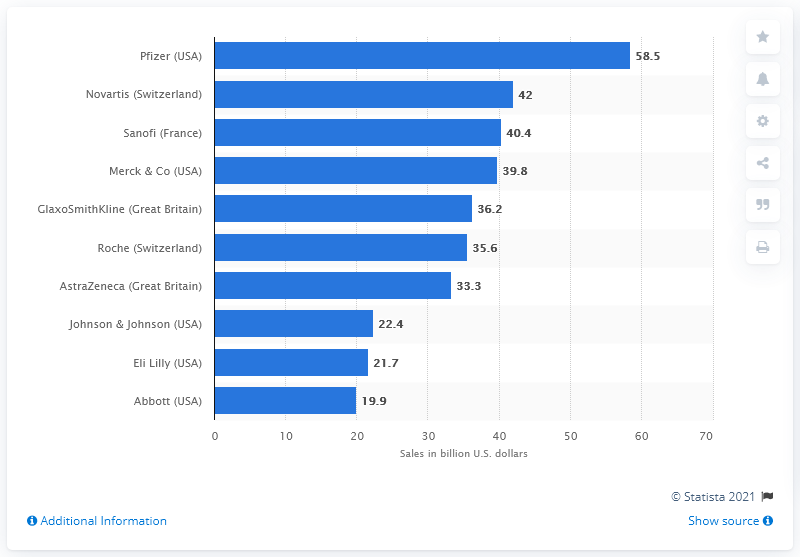 Pfizer (USA) 58.5
Novartis (Switzerland) 42
Sanofi (France) 40.4
Merck & Co (USA) 39.8
GlaxoSmithKline (Great Britain) 36.2
Roche (Switzerland) 35.6
AstraZeneca (Great Britain) 33.3
Johnson & Johnson (USA) 22.4
Eli Lilly (USA) 21.7
Abbott (USA) 19.9
0 10 20 30 40 50 60 70
Sales in billion U.S. dollars
© Statista 2021
Additional Information
Show source